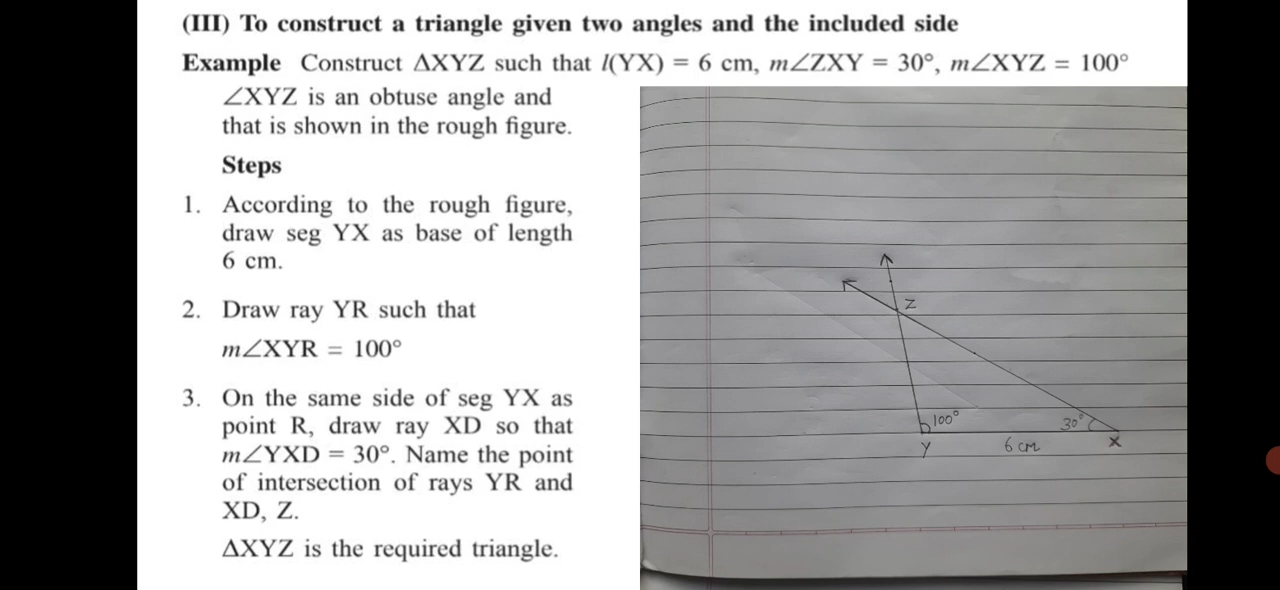 (III) To construct a triangle given two angles and the included side
Example Construct ΔXYZ such that l(YX) = 6 cm, m∠ZXY = 30°, m∠XYZ = 100°
∠XYZ is an obtuse angle and
that is shown in the rough figure.
Steps
1. According to the rough figure,
draw seg YX as base of length
6 cm.
2. Draw ray YR such that
m∠XYR = 100°
3. On the same side of seg YX as
point R, draw ray XD so that
m∠YXD = 30°. Name the point
of intersection of rays YR and
XD, Z.
ΔXYZ is the required triangle.
Z
100°
30°
Y
6 cm
X